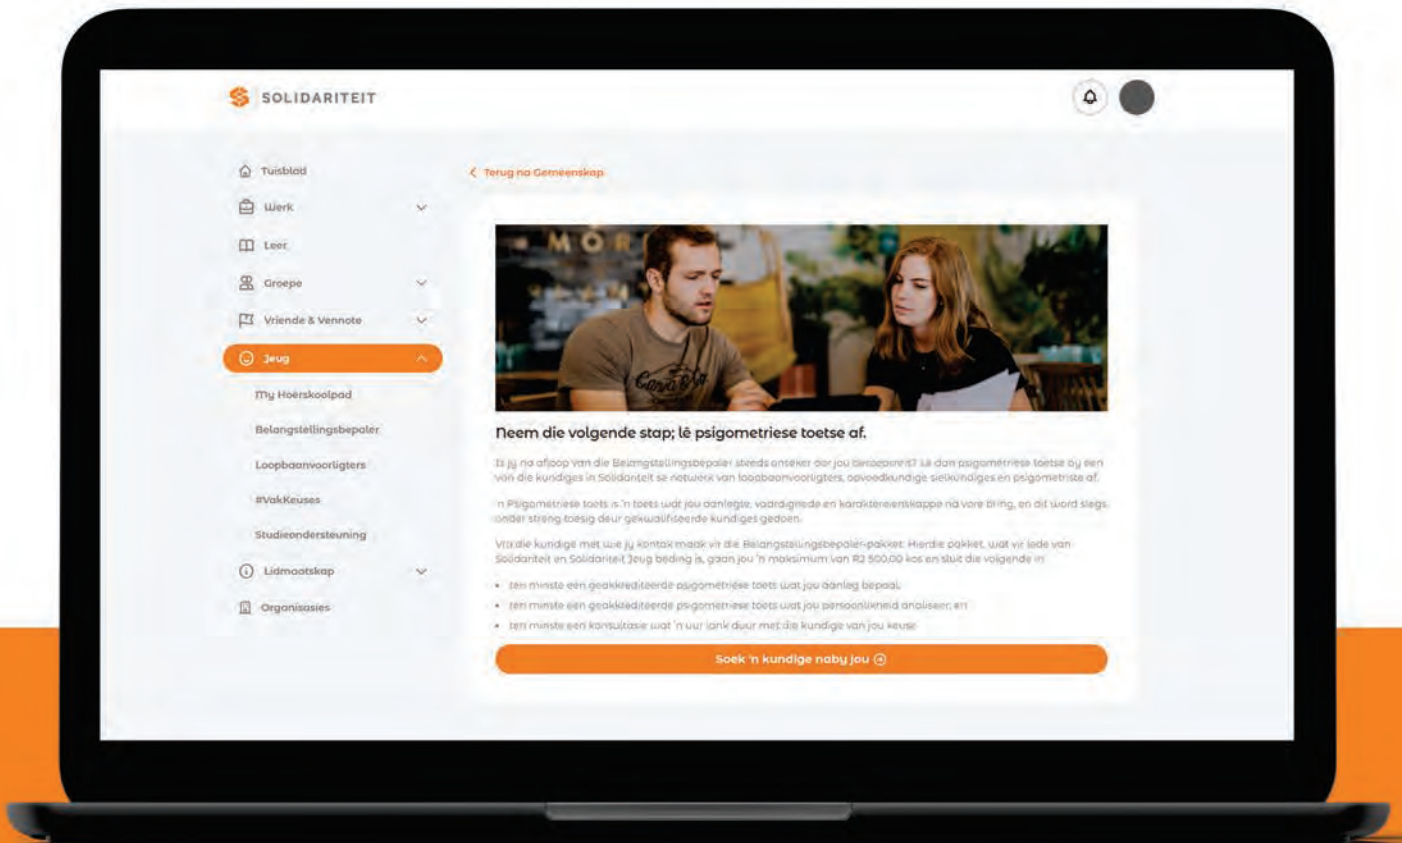 SOLIDARITEIT
Tuisblad
Werk
Leer
Groepe
Vriende & Vennote
Jeug
My Hoërskoolpad
Belangstellingsbepaler
Loopbaanvoorligters
#VakKeuses
Studieondersteuning
Lidmaatskap
Organisasies
Terug na Gemeenskap
MOR
Neem die volgende stap; lê psigometriese toetse af.
Is jy na afloop van die Belangstellingsbepaler steeds onseker oor jou beroepsreis? Lê dan psigometriese toetse by een
van die kundiges in Solidariteit se netwerk van loopbaanvoorligters, opvoedkundige sielkundiges en psigometriste af.
'n Psigometriese toets is 'n toets wat jou aanlegte, vaardighede en karaktereienskappe na vore bring, en dit word slegs
onder streng toesig deur gekwalifiseerde kundiges gedoen.
Vra die kundige met wie jy kontak maak vir die Belangstellingsbepaler-pakket. Hierdie pakket, wat vir lede van
Solidariteit en Solidariteit Jeug beding is, gaan jou 'n maksimum van R2 500,00 kos en sluit die volgende in:
• ten minste een geakkrediteerde psigometriese toets wat jou aanleg bepaal;
• ten minste een geakkrediteerde psigometriese toets wat jou persoonlikheid analiseer; en
• ten minste een konsultasie wat 'n uur lank duur met die kundige van jou keuse.
Soek 'n kundige naby jou